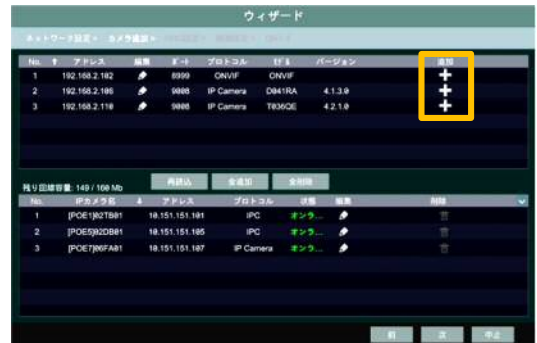 ウィザード
ネットワーク設定 カメラ追加
No. アドレス 編集 ポート プロトコル モデル バージョン 追加
1 192.168.2.102 8999 ONVIF ONVIF
2 192.168.2.106 9008 IP Camera D041RA 4.1.3.0
3 192.168.2.110 9008 IP Camera T036QE 4.2.1.0
残り回線容量: 149 / 160 Mb 再読込 全追加 全削除
No. IPカメラ名 アドレス プロトコル 状態 編集 削除
1 [POE1]02TB01 10.151.151.101 IPC オンラ...
2 [POE5]02DB01 10.151.151.105 IPC オンラ...
3 [POE7]06FA01 10.151.151.107 IP Camera オンラ...
前 次 中止